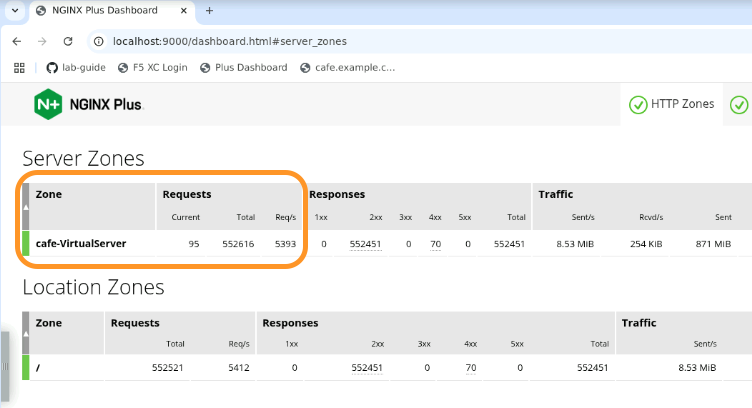 NGINX Plus Dashboard
localhost:9000/dashboard.html#server_zones
lab-guide F5 XC Login Plus Dashboard cafe.example.c...
N+ NGINX Plus HTTP Zones
Server Zones
Zone Requests Responses Traffic
Current Total Req/s 1xx 2xx 3xx 4xx 5xx Total Sent/s Rcvd/s Sent
cafe-VirtualServer 95 552616 5393 0 552451 0 70 0 552451 8.53 MiB 254 KiB 871 MiB
Location Zones
Zone Requests Responses Traffic
Total Req/s 1xx 2xx 3xx 4xx 5xx Total Sent/s
/ 552521 5412 0 552451 0 70 0 552451 8.53 MiB